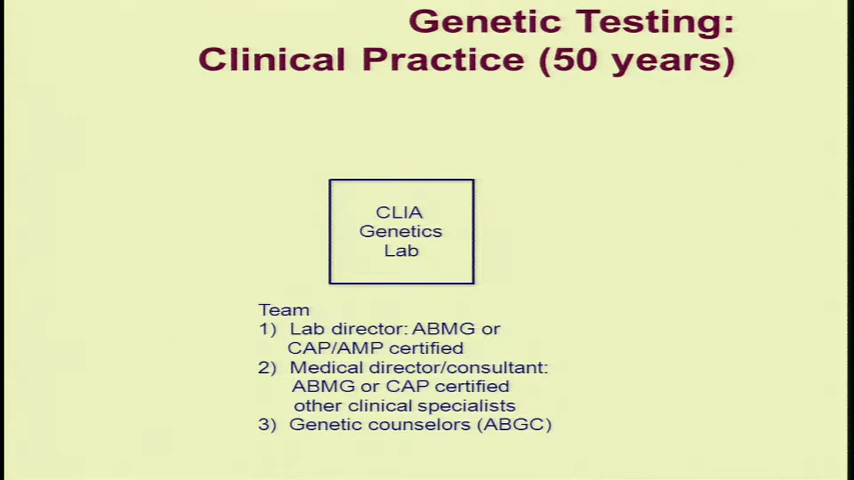 Genetic Testing:
Clinical Practice (50 years)
CLIA
Genetics
Lab
Team
1) Lab director: ABMG or
CAP/AMP certified
2) Medical director/consultant:
ABMG or CAP certified
other clinical specialists
3) Genetic counselors (ABGC)